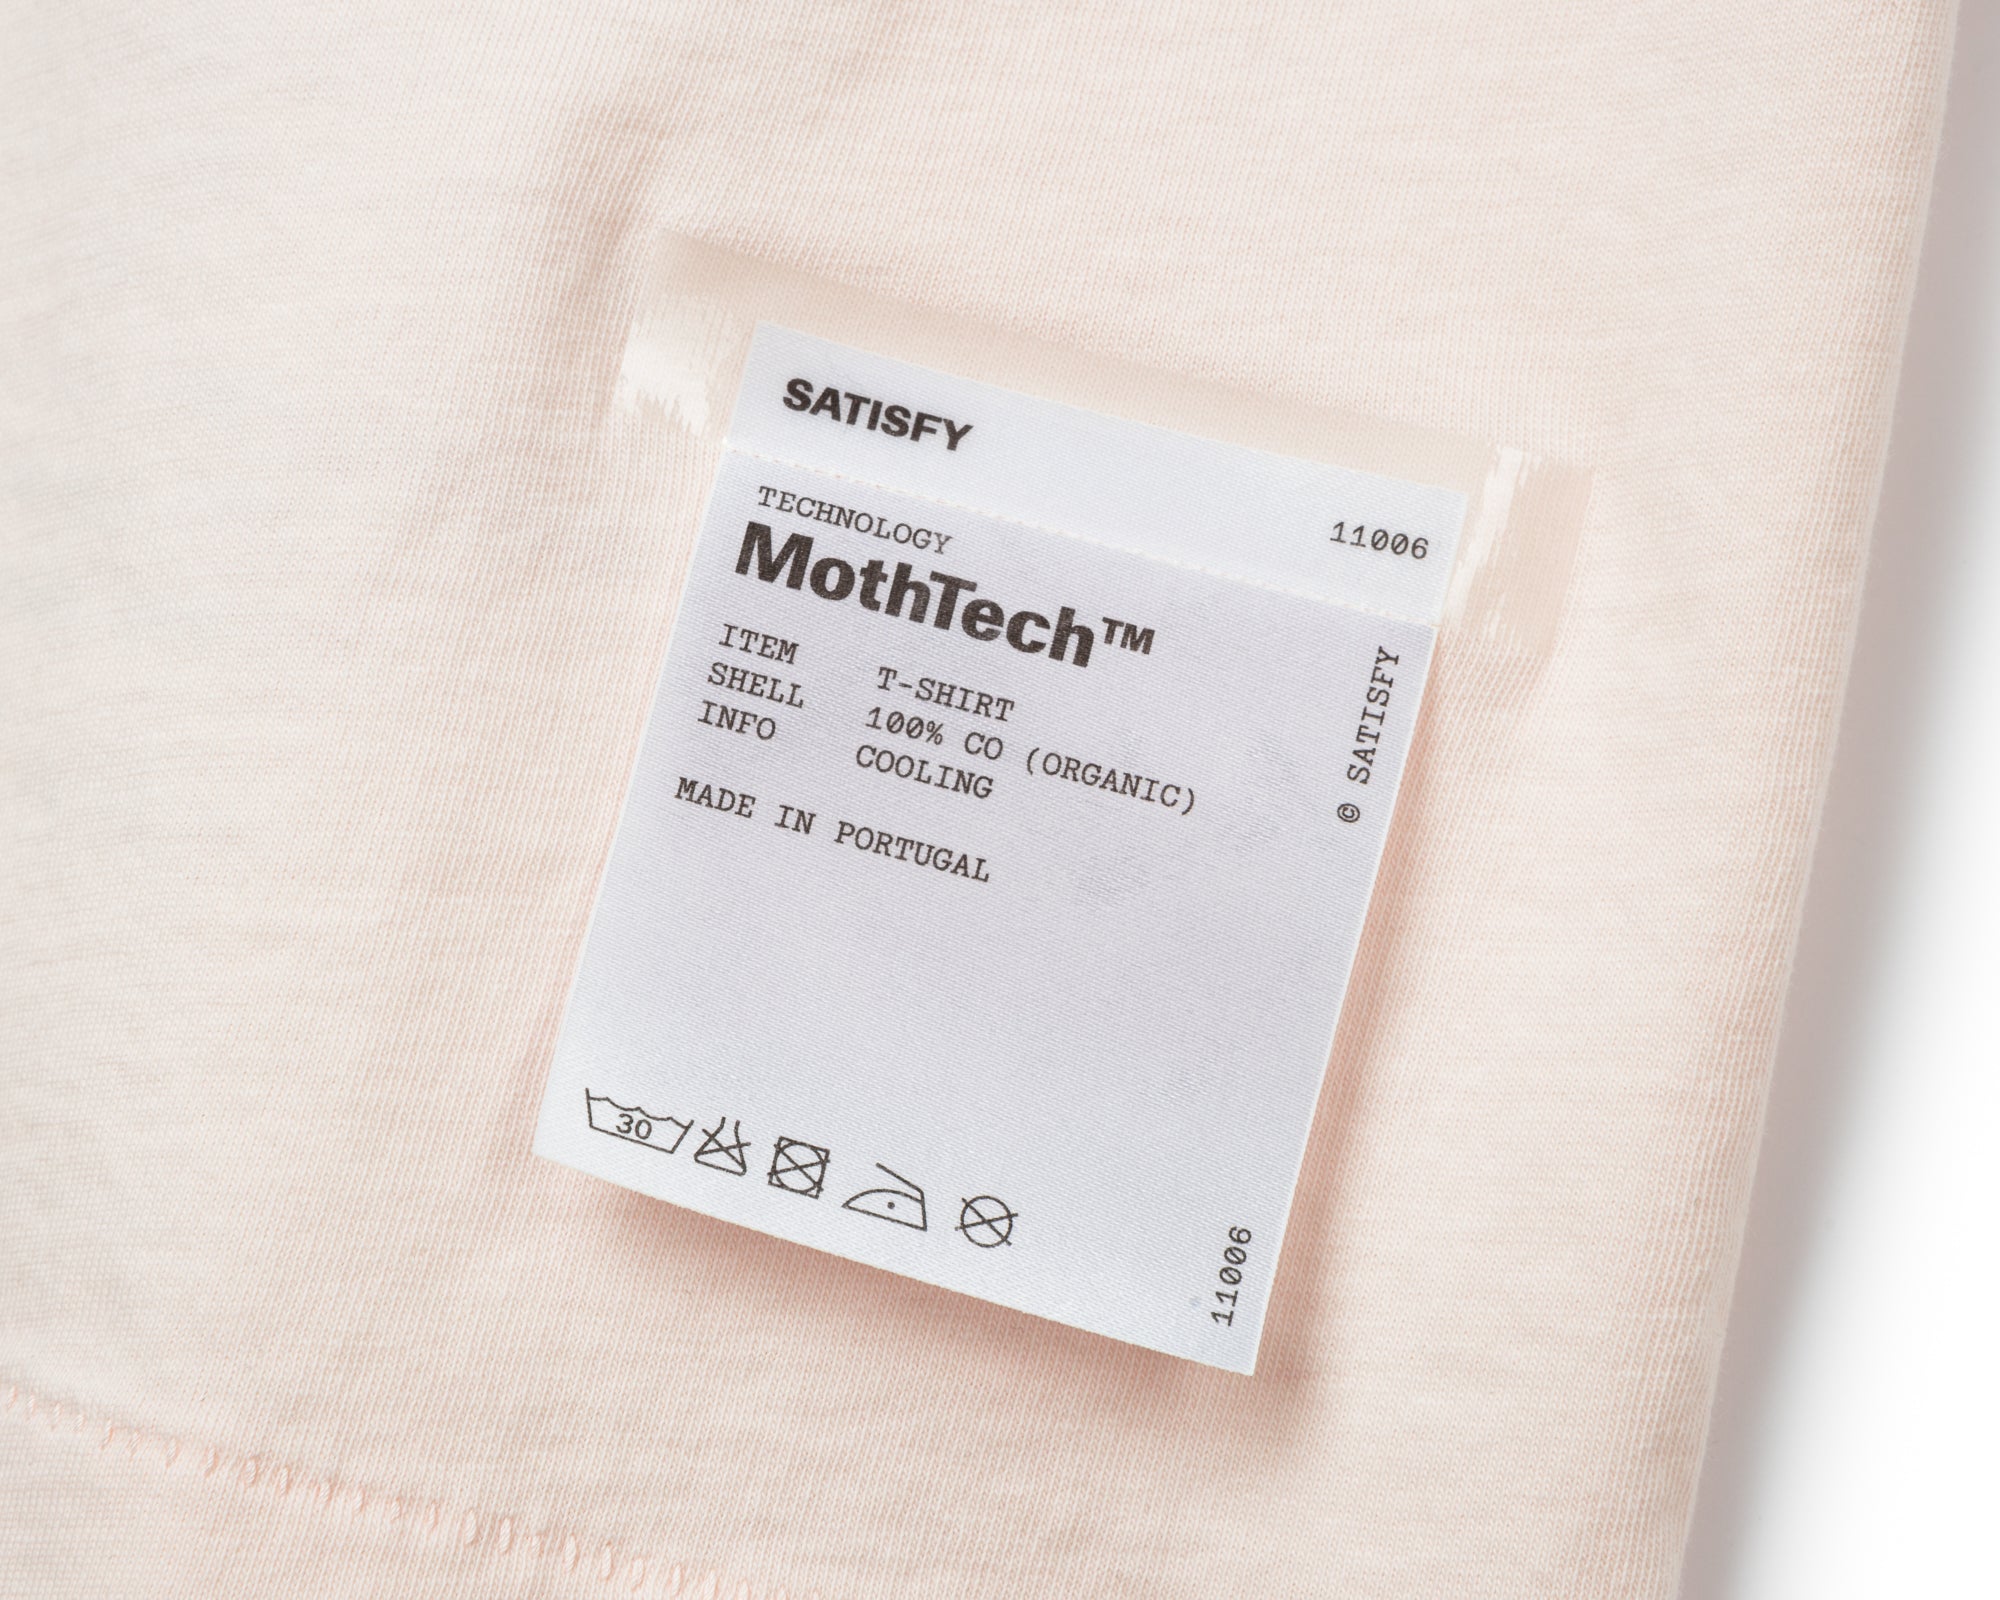 SATISFY
11006
TECHNOLOGY
MothTech™
ITEM T-SHIRT
SHELL 100% CO (ORGANIC)
INFO COOLING
MADE IN PORTUGAL
© SATISFY
30
11006